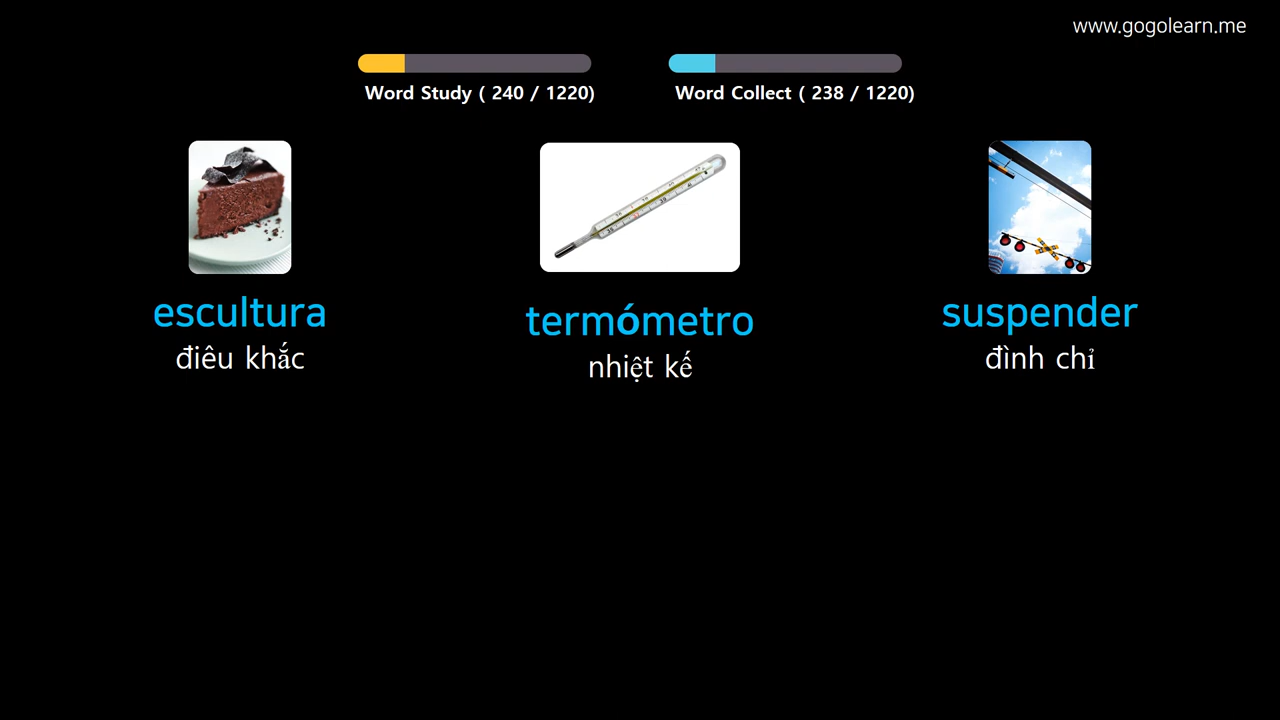 www.gogolearn.me
Word Study ( 240 / 1220)
Word Collect ( 238 / 1220)
escultura
điêu khắc
termómetro
nhiệt kế
suspender
đình chỉ